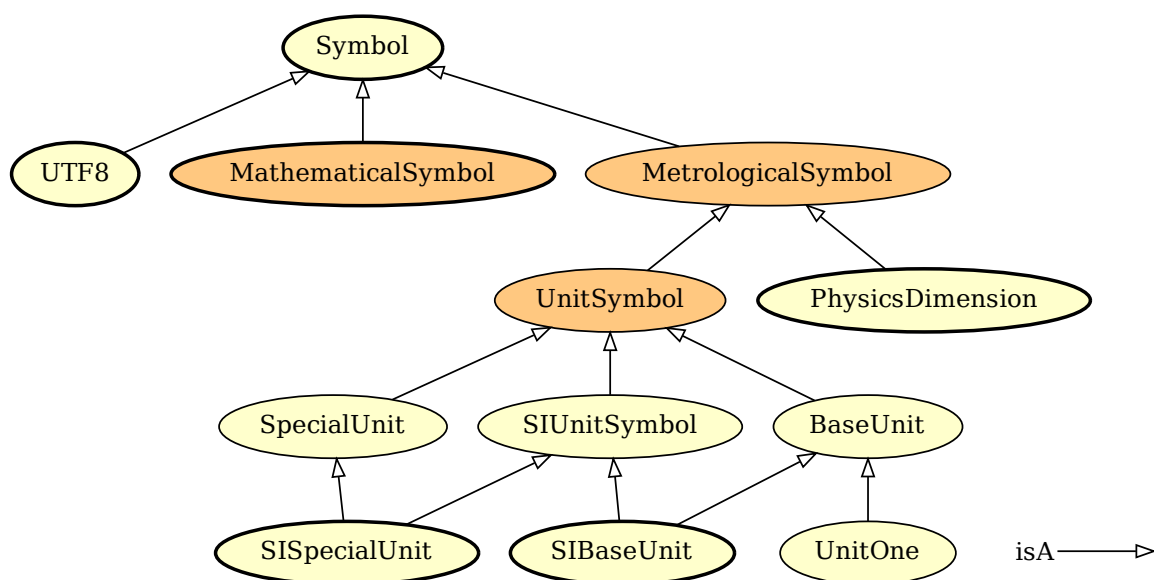 Symbol
UTF8
MathematicalSymbol
MetrologicalSymbol
UnitSymbol
PhysicsDimension
SpecialUnit
SIUnitSymbol
BaseUnit
SISpecialUnit
SIBaseUnit
UnitOne
isA